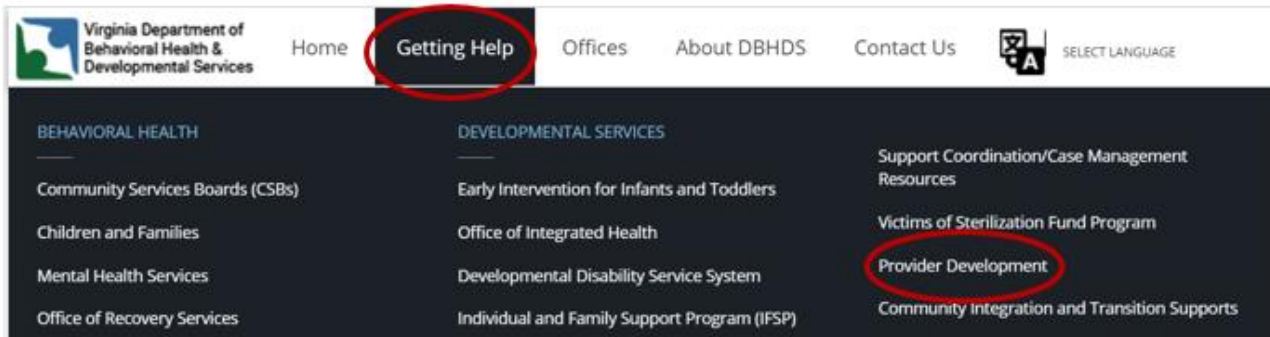 Virginia Department of
Behavioral Health &
Developmental Services
Home
Getting Help
Offices
About DBHDS
Contact Us
文
A
SELECT LANGUAGE
BEHAVIORAL HEALTH
Community Services Boards (CSBs)
Children and Families
Mental Health Services
Office of Recovery Services
DEVELOPMENTAL SERVICES
Early Intervention for Infants and Toddlers
Office of Integrated Health
Developmental Disability Service System
Individual and Family Support Program (IFSP)
Support Coordination/Case Management
Resources
Victims of Sterilization Fund Program
Provider Development
Community Integration and Transition Supports